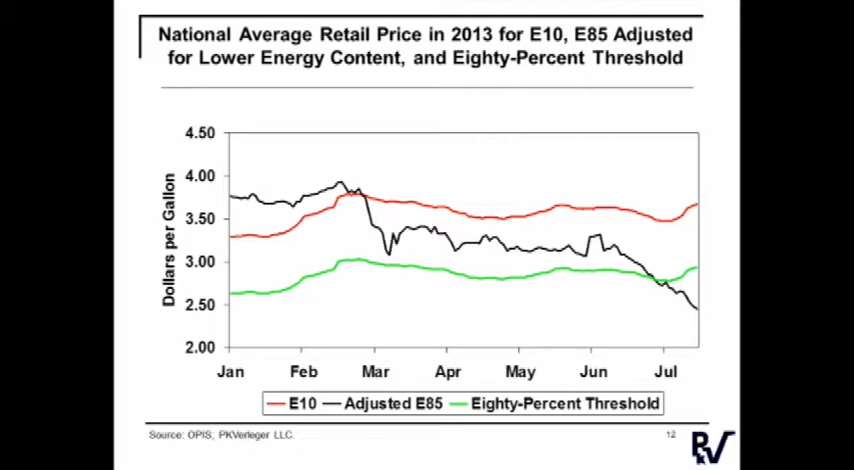 National Average Retail Price in 2013 for E10, E85 Adjusted
for Lower Energy Content, and Eighty-Percent Threshold
Dollars per Gallon
4.50
4.00
3.50
3.00
2.50
2.00
Jan Feb Mar Apr May Jun Jul
E10 Adjusted E85 Eighty-Percent Threshold
Source: OPIS; PKVerleger LLC.
12
PKV